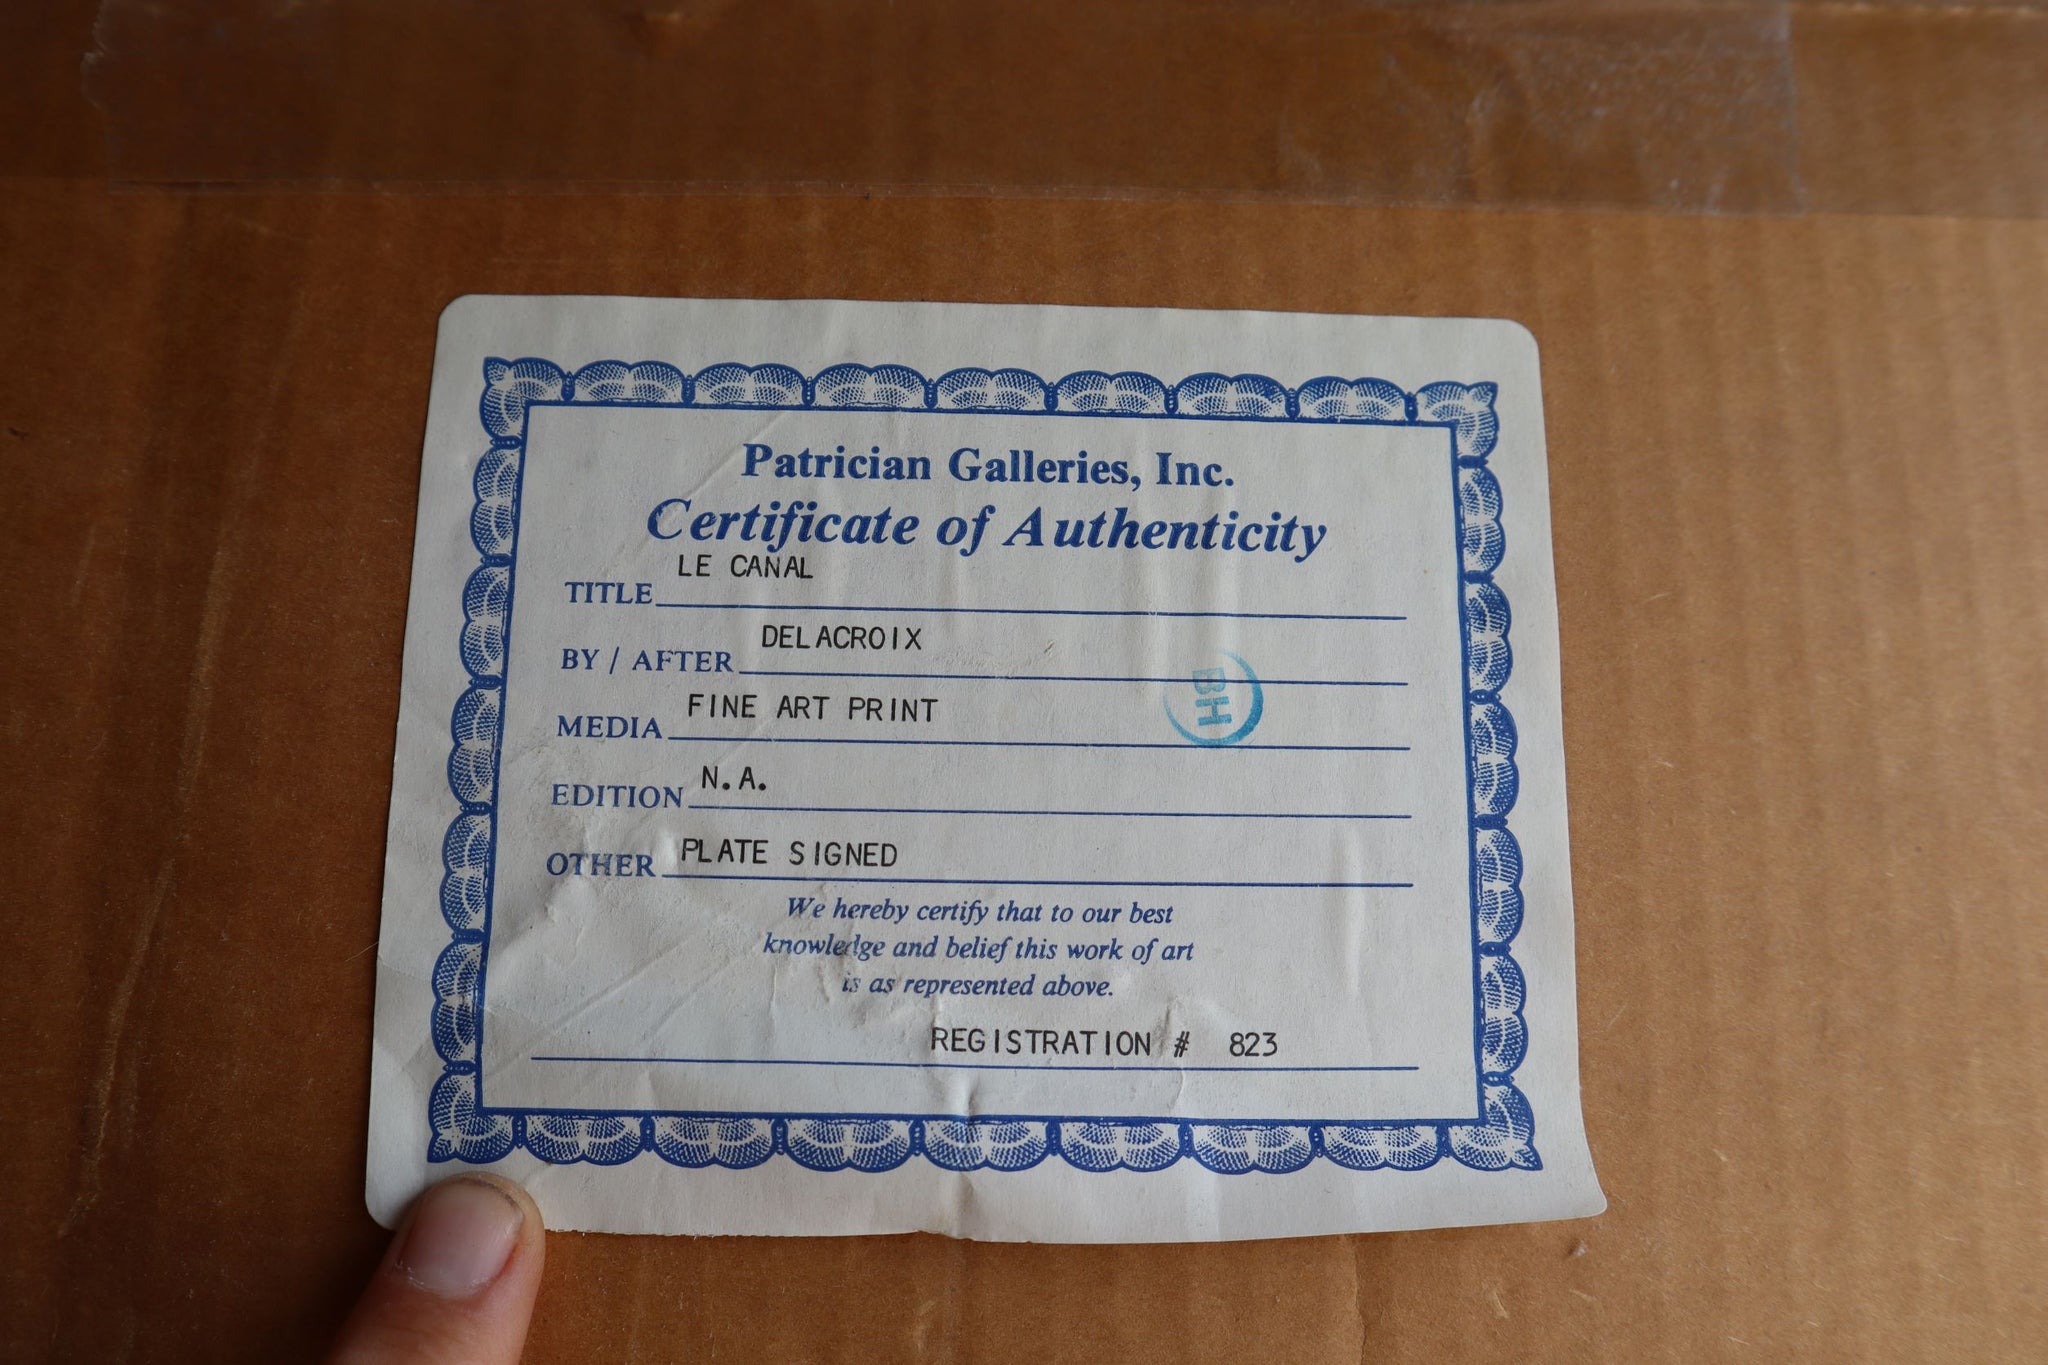 Patrician Galleries, Inc.
Certificate of Authenticity
TITLE LE CANAL
BY / AFTER DELACROIX
MEDIA FINE ART PRINT
BH
EDITION N.A.
OTHER PLATE SIGNED
We hereby certify that to our best
knowledge and belief this work of art
is as represented above.
REGISTRATION # 823